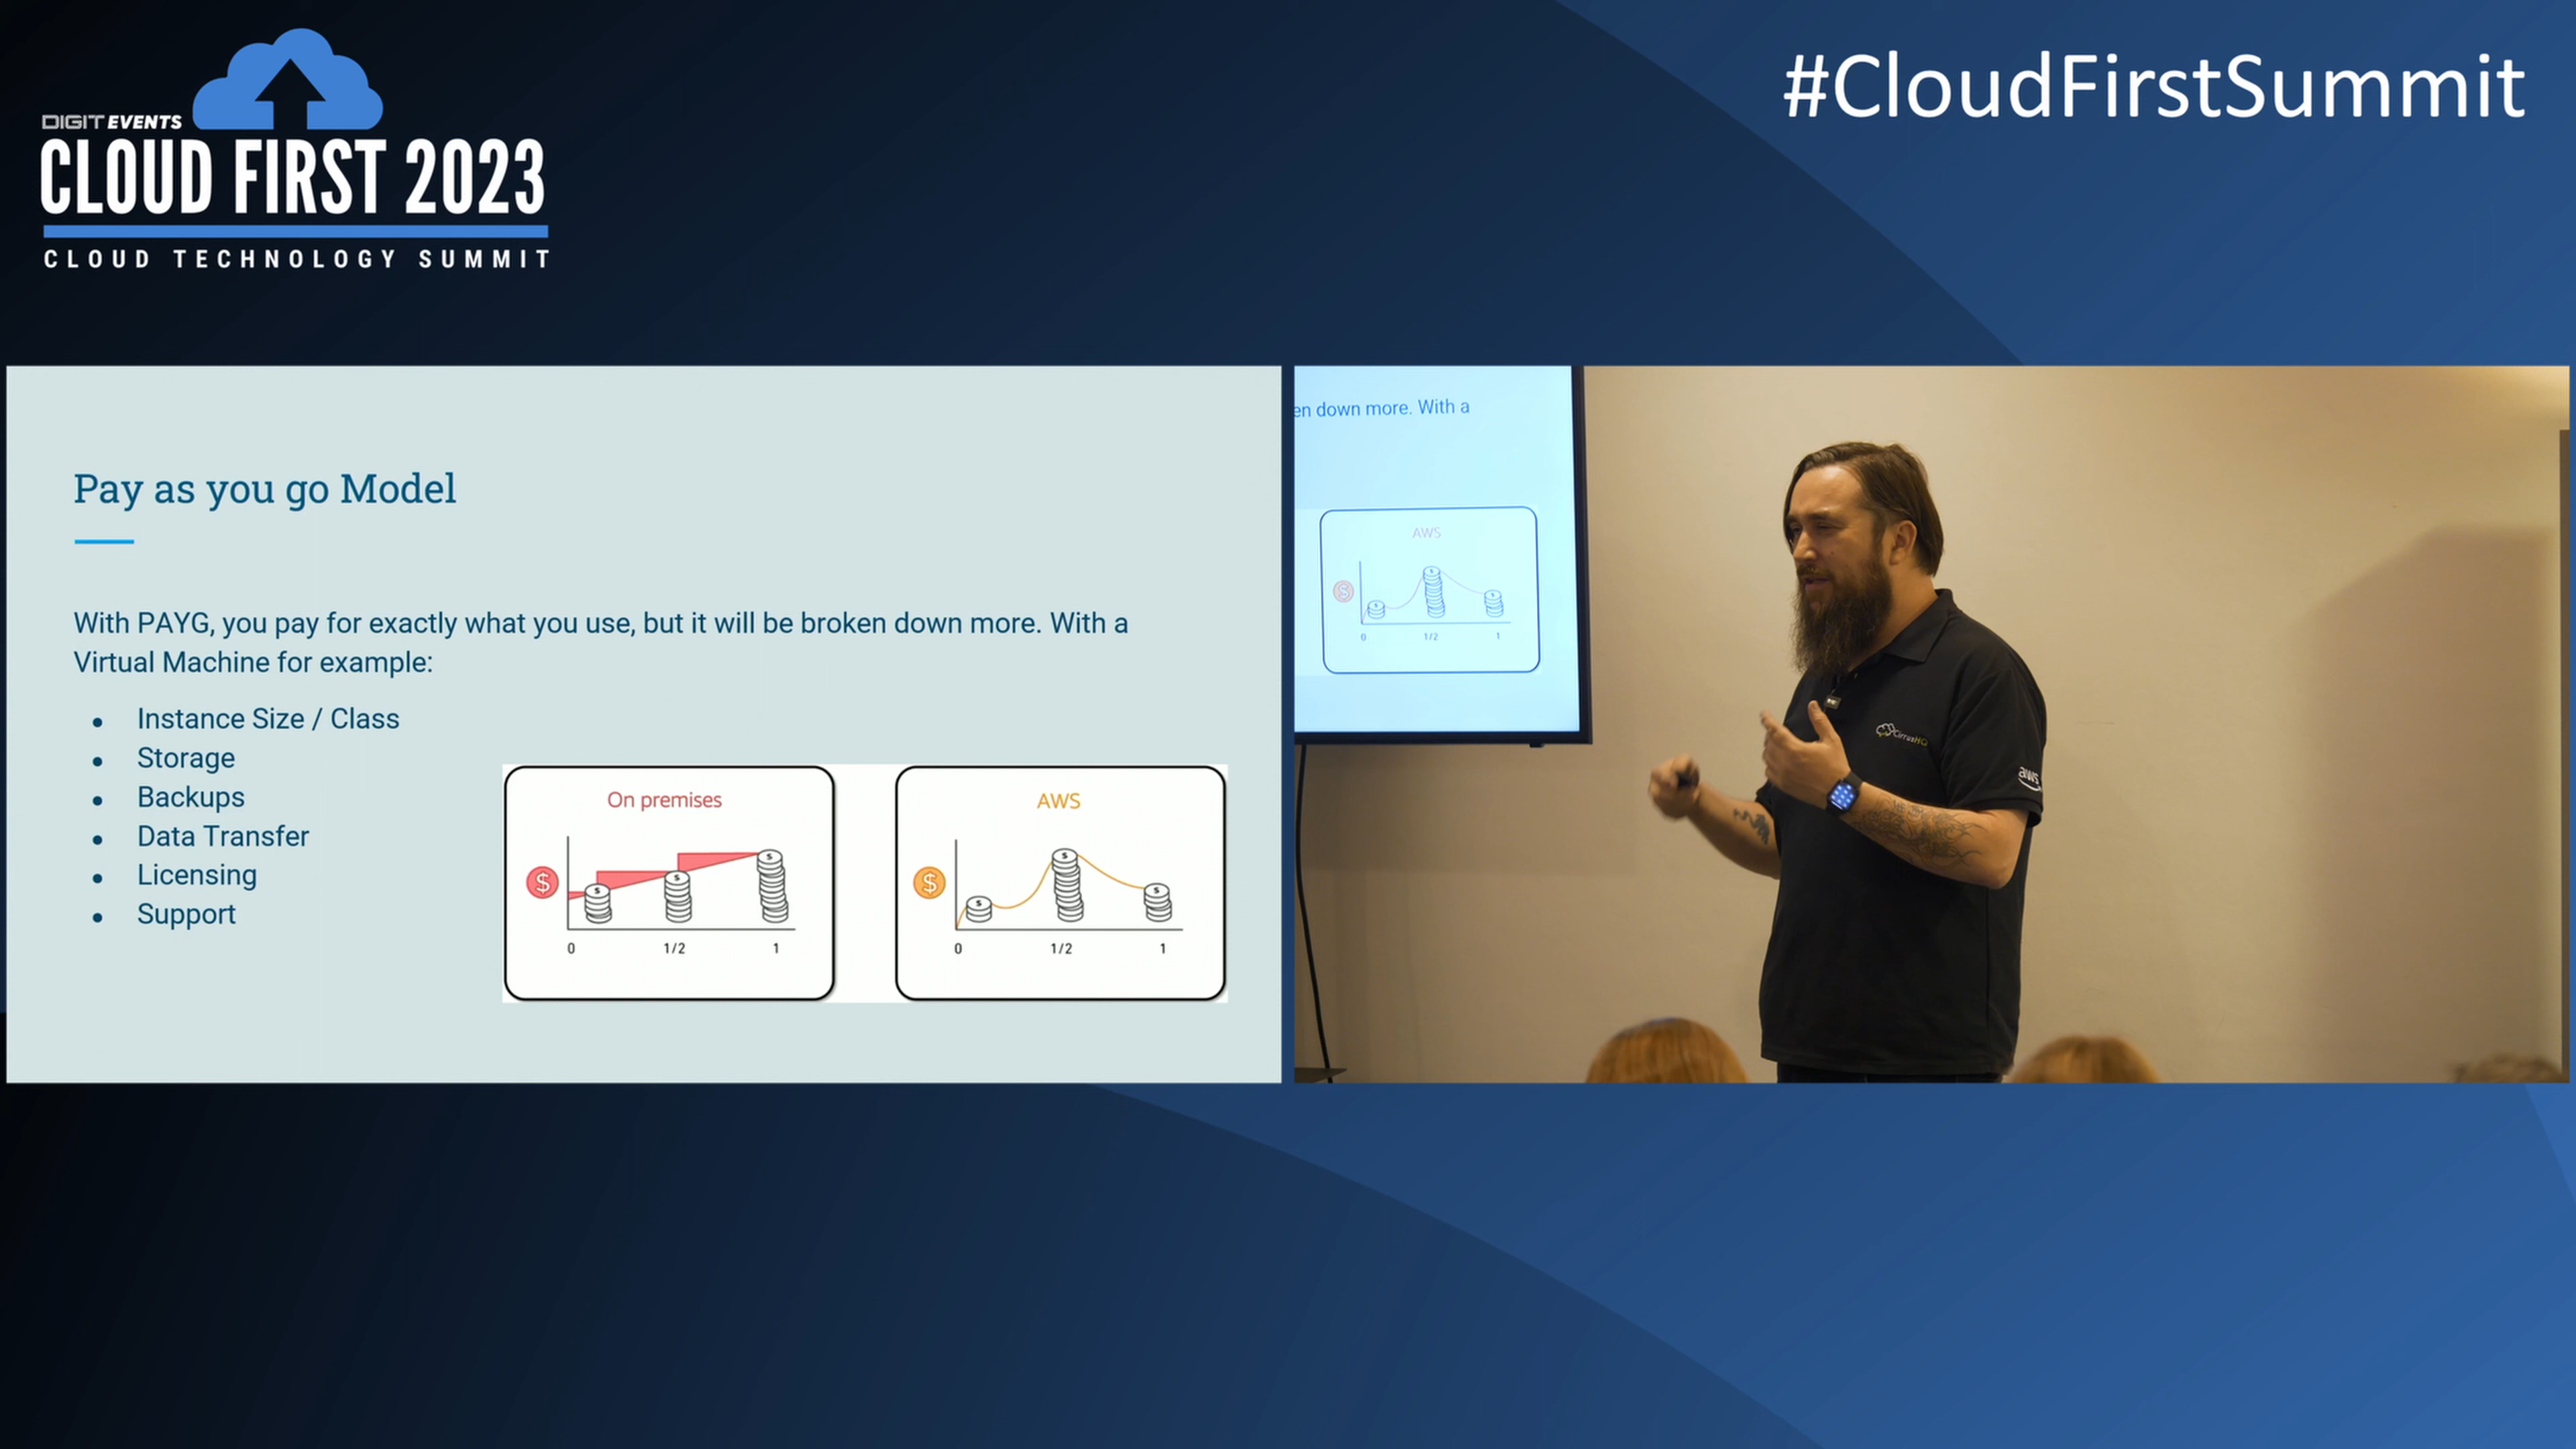 DIGIT EVENTS
CLOUD FIRST 2023
CLOUD TECHNOLOGY SUMMIT
#CloudFirstSummit
Pay as you go Model
With PAYG, you pay for exactly what you use, but it will be broken down more. With a
Virtual Machine for example:
● Instance Size / Class
● Storage
● Backups
● Data Transfer
● Licensing
● Support
On premises
$
$ $ $
0 1/2 1
AWS
$
$ $ $
0 1/2 1
en down more. With a
AWS
$
$ $ $
0 1/2 1
CirrusHQ
aws